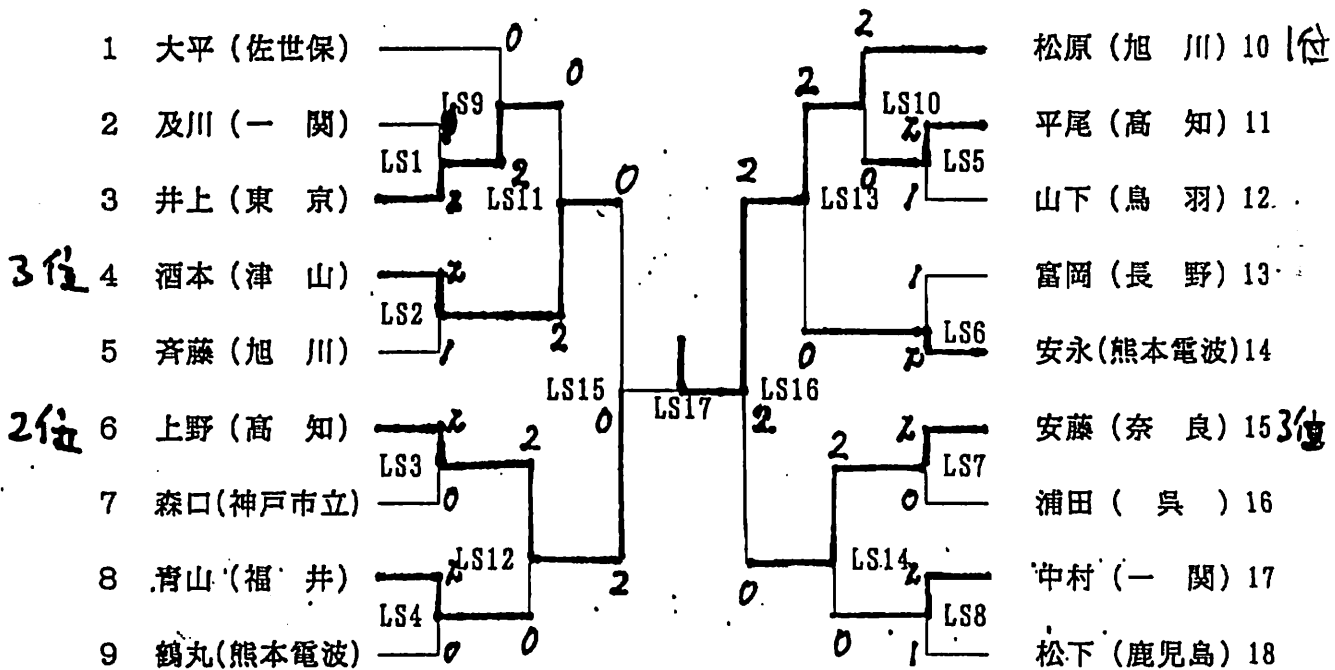 1 大平 (佐世保) 0 2 松原 (旭 川) 10 1位
0 2
LS9 LS10
2 及川 (一 関) 2 平尾 (高 知) 11
LS1 LS5
3 井上 (東 京) 2 2 LS11 0 2 LS13 0 1 山下 (鳥 羽) 12
3位 4 酒本 (津 山) 2 1 富岡 (長 野) 13
LS2 LS6
5 斉藤 (旭 川) 1 2 0 2 安永(熊本電波)14
LS15 LS17 LS16
2位 6 上野 (高 知) 2 2 0 2 2 2 安藤 (奈 良) 15 3位
LS3 LS7
7 森口(神戸市立) 0 0 浦田 ( 呉 ) 16
LS12 LS14
8 青山 (福 井) 2 2 0 2 中村 (一 関) 17
LS4 LS8
9 鶴丸(熊本電波) 0 0 0 1 松下 (鹿児島) 18